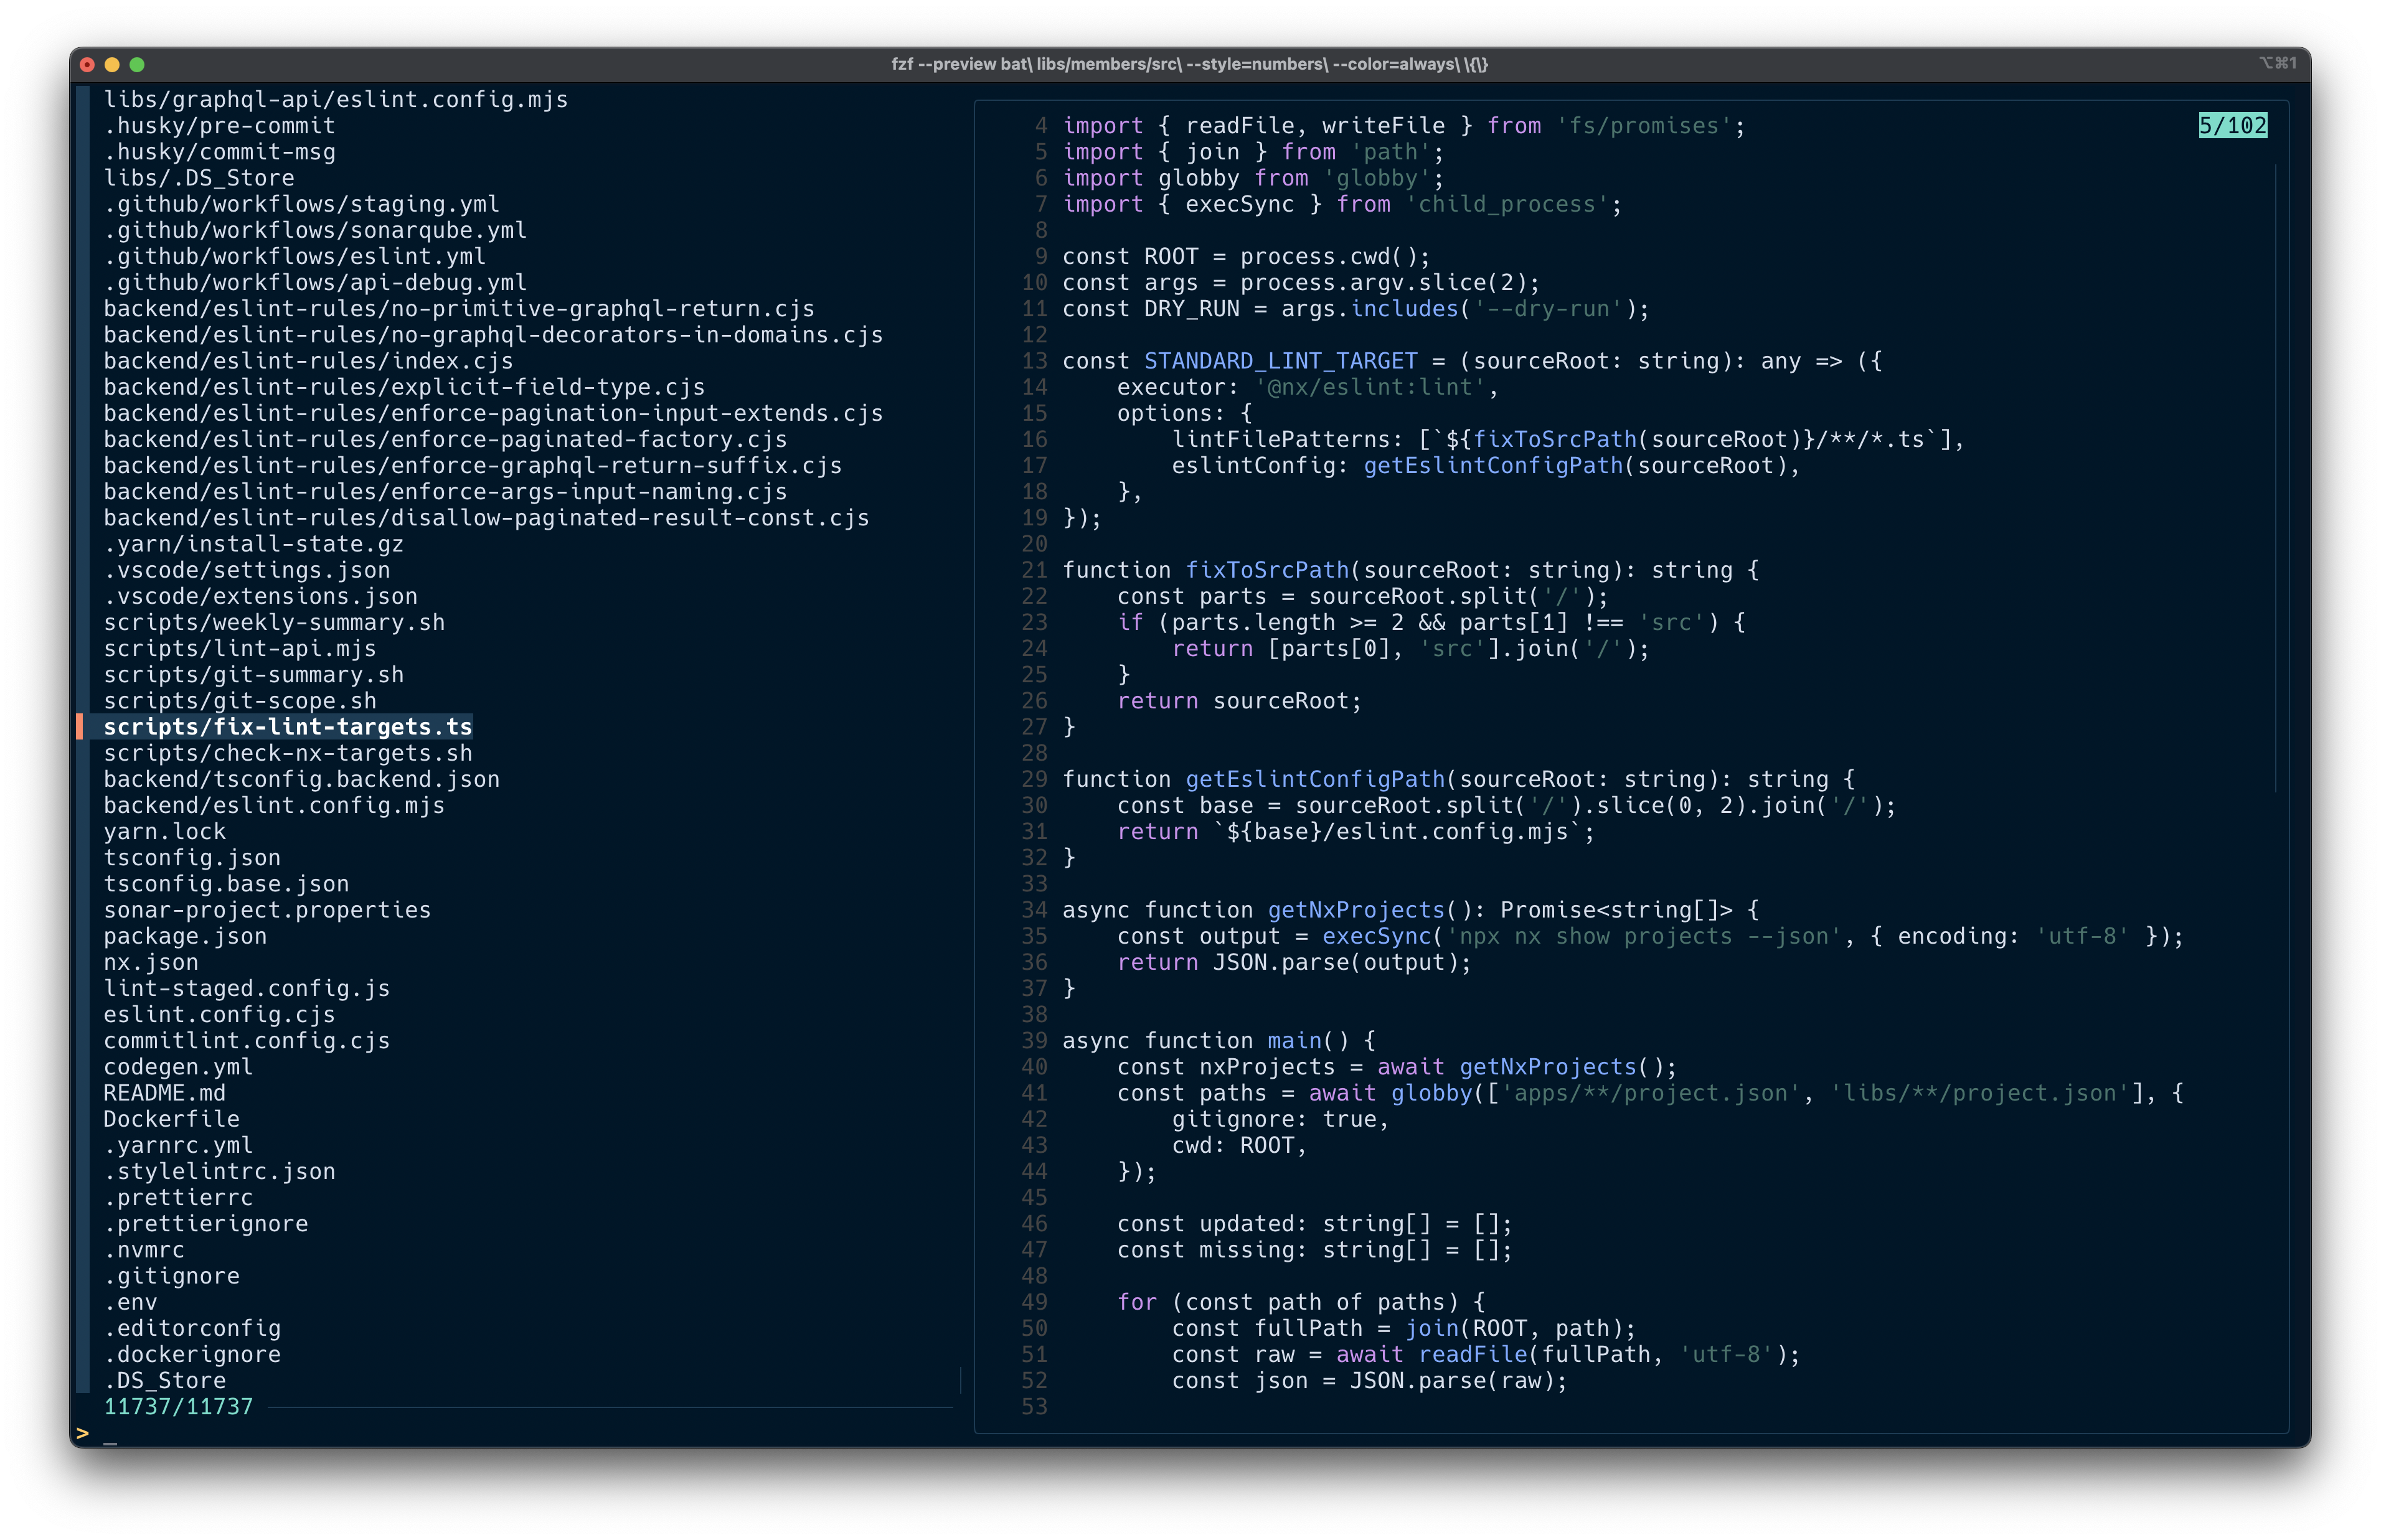 fzf --preview bat\ libs/members/src\ --style=numbers\ --color=always\ \{\}
⌥⌘1
libs/graphql-api/eslint.config.mjs
.husky/pre-commit
.husky/commit-msg
libs/.DS_Store
.github/workflows/staging.yml
.github/workflows/sonarqube.yml
.github/workflows/eslint.yml
.github/workflows/api-debug.yml
backend/eslint-rules/no-primitive-graphql-return.cjs
backend/eslint-rules/no-graphql-decorators-in-domains.cjs
backend/eslint-rules/index.cjs
backend/eslint-rules/explicit-field-type.cjs
backend/eslint-rules/enforce-pagination-input-extends.cjs
backend/eslint-rules/enforce-paginated-factory.cjs
backend/eslint-rules/enforce-graphql-return-suffix.cjs
backend/eslint-rules/enforce-args-input-naming.cjs
backend/eslint-rules/disallow-paginated-result-const.cjs
.yarn/install-state.gz
.vscode/settings.json
.vscode/extensions.json
scripts/weekly-summary.sh
scripts/lint-api.mjs
scripts/git-summary.sh
scripts/git-scope.sh
scripts/fix-lint-targets.ts
scripts/check-nx-targets.sh
backend/tsconfig.backend.json
backend/eslint.config.mjs
yarn.lock
tsconfig.json
tsconfig.base.json
sonar-project.properties
package.json
nx.json
lint-staged.config.js
eslint.config.cjs
commitlint.config.cjs
codegen.yml
README.md
Dockerfile
.yarnrc.yml
.stylelintrc.json
.prettierrc
.prettierignore
.nvmrc
.gitignore
.env
.editorconfig
.dockerignore
.DS_Store
11737/11737
> _
5/102
4 import { readFile, writeFile } from 'fs/promises';
5 import { join } from 'path';
6 import globby from 'globby';
7 import { execSync } from 'child_process';
8
9 const ROOT = process.cwd();
10 const args = process.argv.slice(2);
11 const DRY_RUN = args.includes('--dry-run');
12
13 const STANDARD_LINT_TARGET = (sourceRoot: string): any => ({
14     executor: '@nx/eslint:lint',
15     options: {
16         lintFilePatterns: [`${fixToSrcPath(sourceRoot)}/**/*.ts`],
17         eslintConfig: getEslintConfigPath(sourceRoot),
18     },
19 });
20
21 function fixToSrcPath(sourceRoot: string): string {
22     const parts = sourceRoot.split('/');
23     if (parts.length >= 2 && parts[1] !== 'src') {
24         return [parts[0], 'src'].join('/');
25     }
26     return sourceRoot;
27 }
28
29 function getEslintConfigPath(sourceRoot: string): string {
30     const base = sourceRoot.split('/').slice(0, 2).join('/');
31     return `${base}/eslint.config.mjs`;
32 }
33
34 async function getNxProjects(): Promise<string[]> {
35     const output = execSync('npx nx show projects --json', { encoding: 'utf-8' });
36     return JSON.parse(output);
37 }
38
39 async function main() {
40     const nxProjects = await getNxProjects();
41     const paths = await globby(['apps/**/project.json', 'libs/**/project.json'], {
42         gitignore: true,
43         cwd: ROOT,
44     });
45
46     const updated: string[] = [];
47     const missing: string[] = [];
48
49     for (const path of paths) {
50         const fullPath = join(ROOT, path);
51         const raw = await readFile(fullPath, 'utf-8');
52         const json = JSON.parse(raw);
53